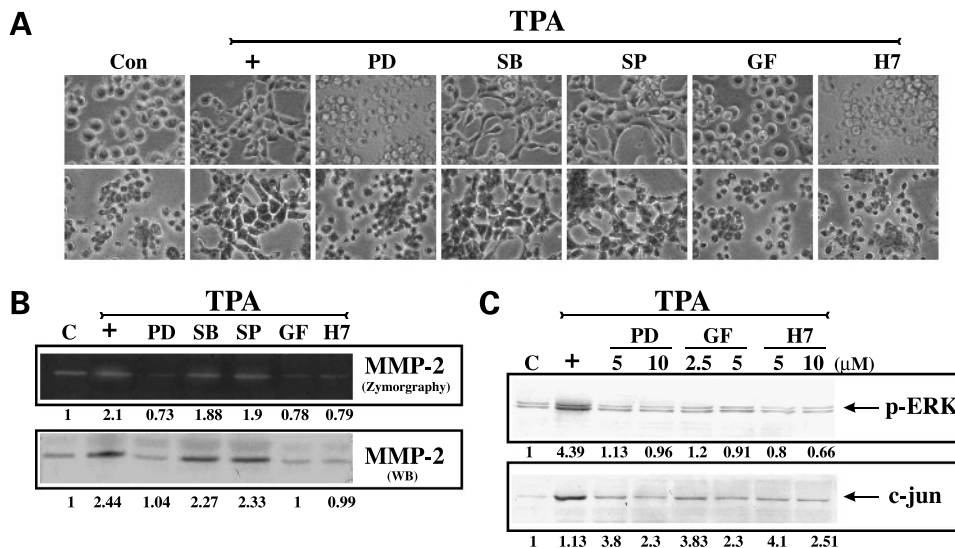 A
TPA
Con + PD SB SP GF H7
B
TPA
C + PD SB SP GF H7
MMP-2
(Zymorgraphy)
1 2.1 0.73 1.88 1.9 0.78 0.79
MMP-2
(WB)
1 2.44 1.04 2.27 2.33 1 0.99
C
TPA
PD GF H7
C + 5 10 2.5 5 5 10 (μM)
p-ERK
1 4.39 1.13 0.96 1.2 0.91 0.8 0.66
c-jun
1 1.13 3.8 2.3 3.83 2.3 4.1 2.51